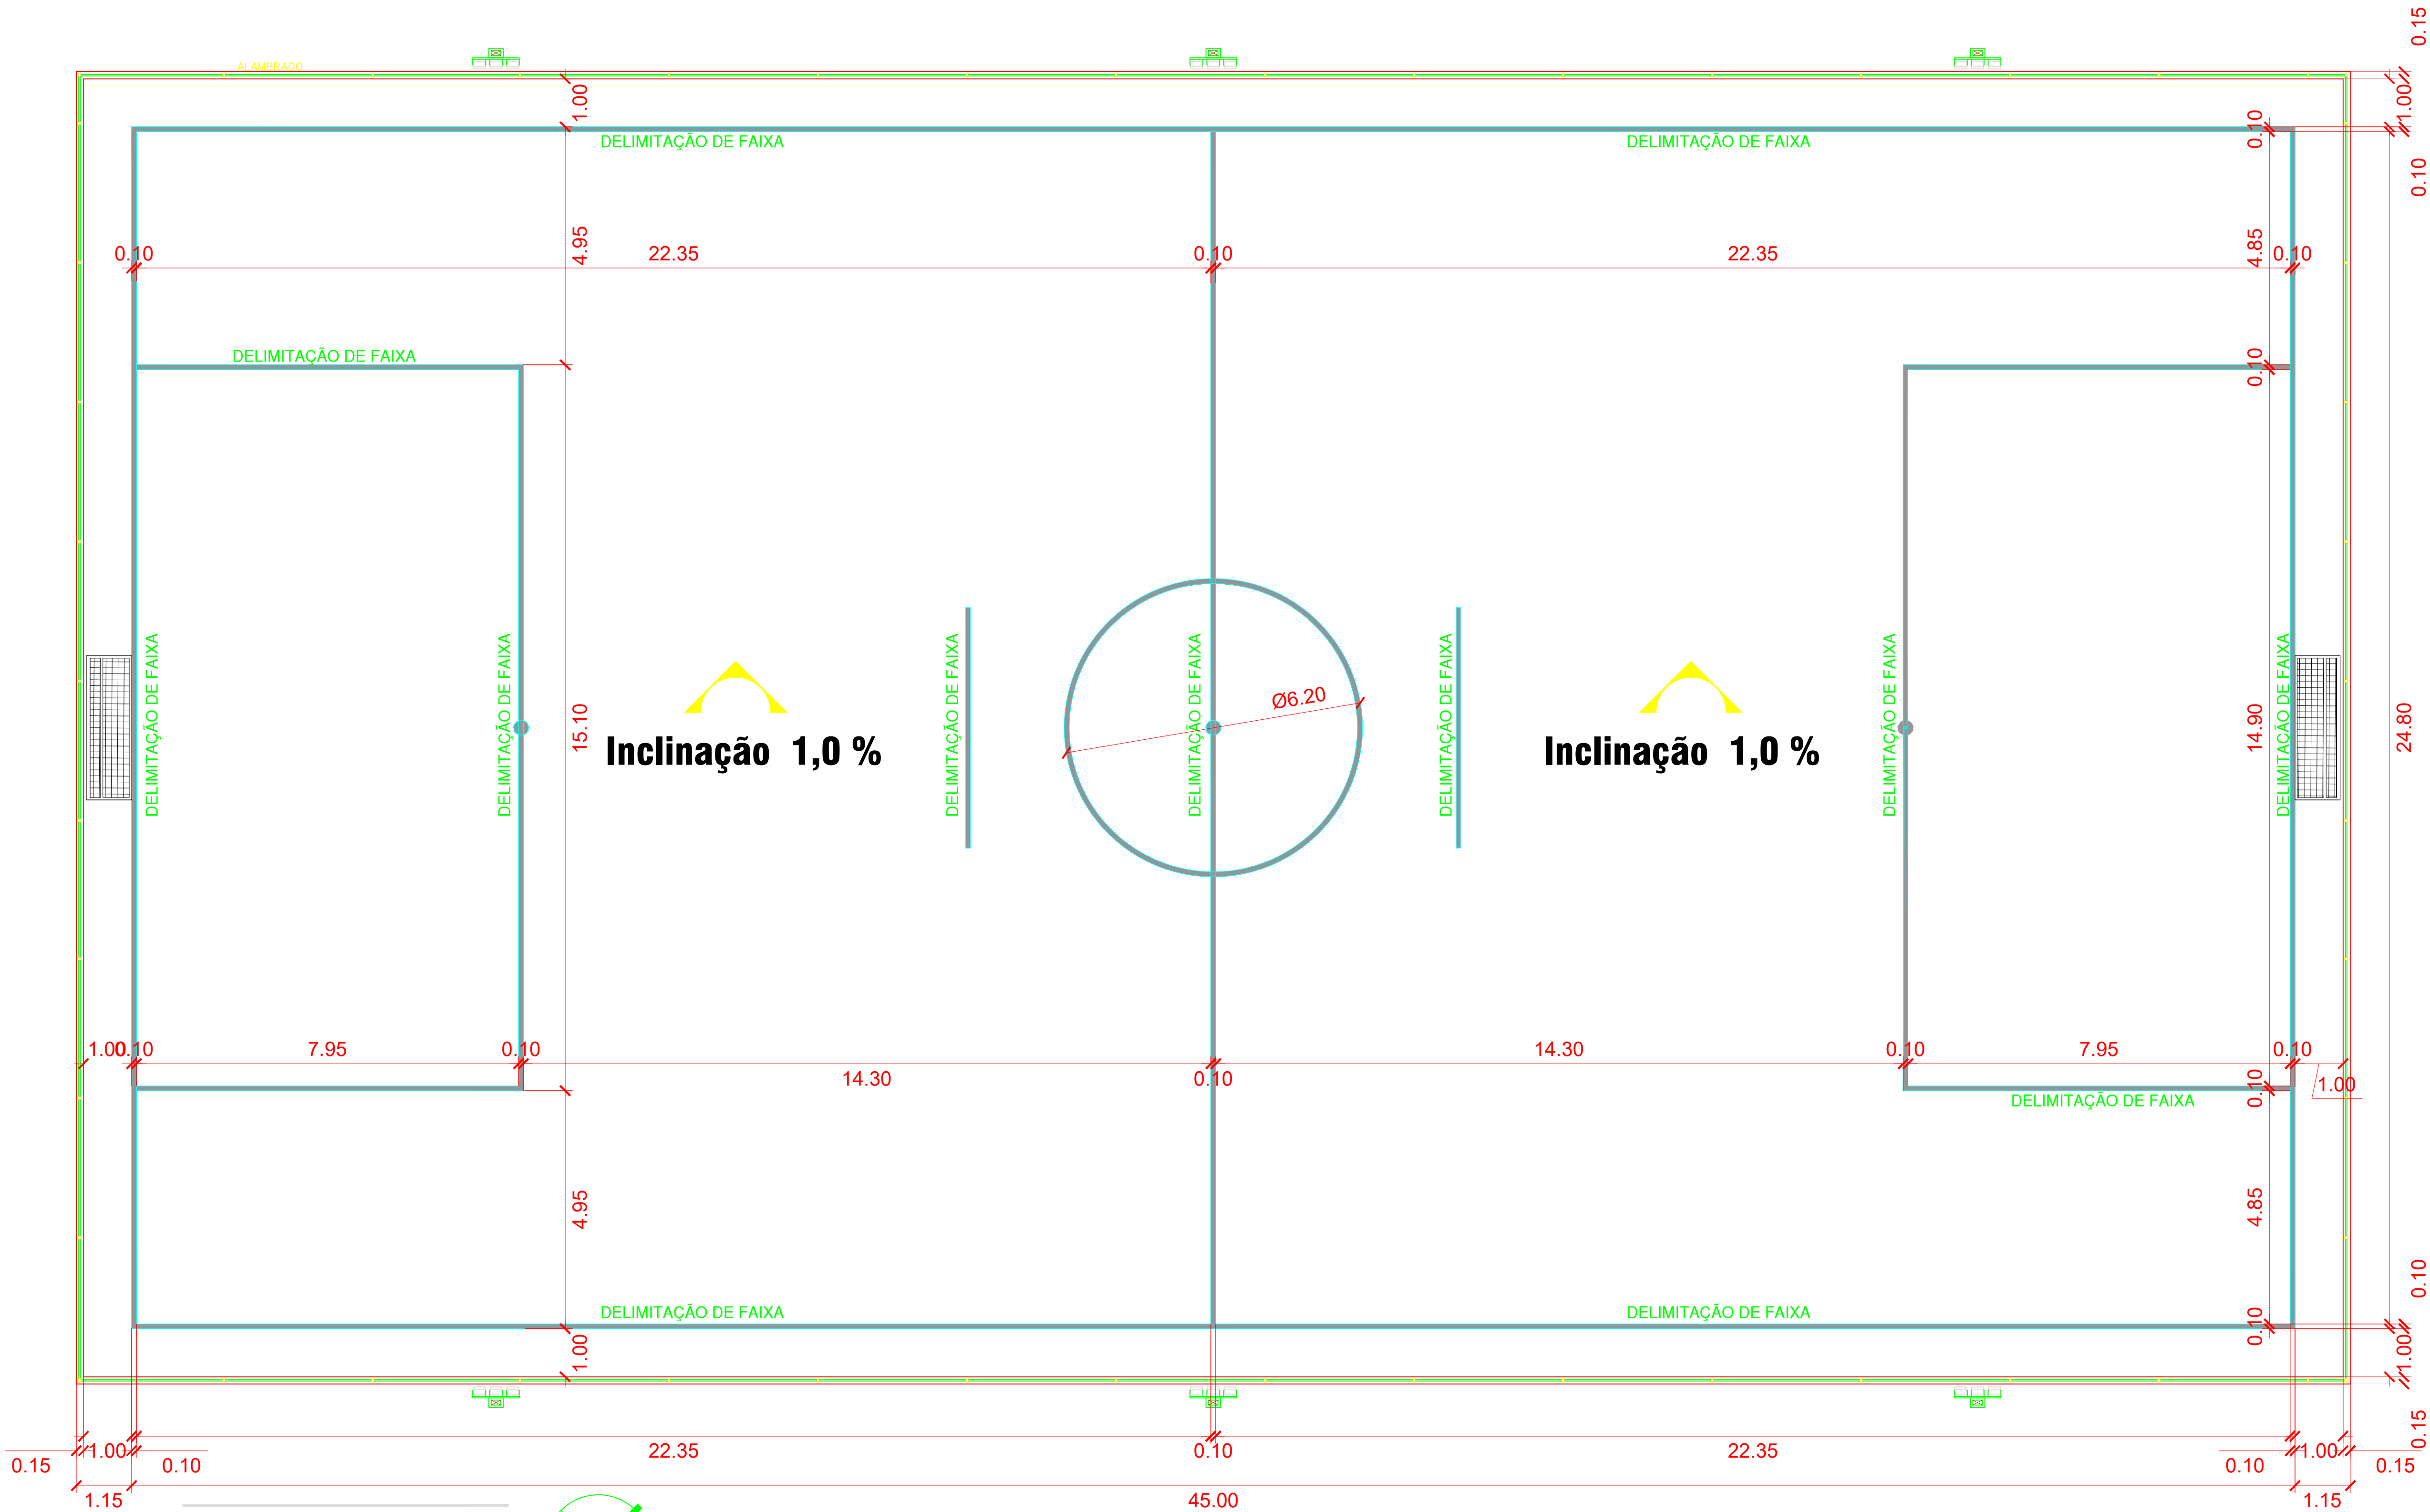 0.15
ALAMBRADO
1.00
1.00
DELIMITAÇÃO DE FAIXA
DELIMITAÇÃO DE FAIXA
0.10
0.10
4.95
4.85
0.10
22.35
0.10
22.35
0.10
DELIMITAÇÃO DE FAIXA
0.10
DELIMITAÇÃO DE FAIXA
DELIMITAÇÃO DE FAIXA
DELIMITAÇÃO DE FAIXA
DELIMITAÇÃO DE FAIXA
DELIMITAÇÃO DE FAIXA
DELIMITAÇÃO DE FAIXA
DELIMITAÇÃO DE FAIXA
Ø6.20
15.10
14.90
24.80
Inclinação 1,0 %
Inclinação 1,0 %
1.00
0.10
7.95
0.10
14.30
0.10
14.30
0.10
7.95
0.10
1.00
0.10
DELIMITAÇÃO DE FAIXA
4.95
4.85
0.10
DELIMITAÇÃO DE FAIXA
DELIMITAÇÃO DE FAIXA
0.10
1.00
1.00
0.15
0.15
1.00
0.10
22.35
0.10
22.35
0.10
1.00
0.15
1.15
45.00
1.15